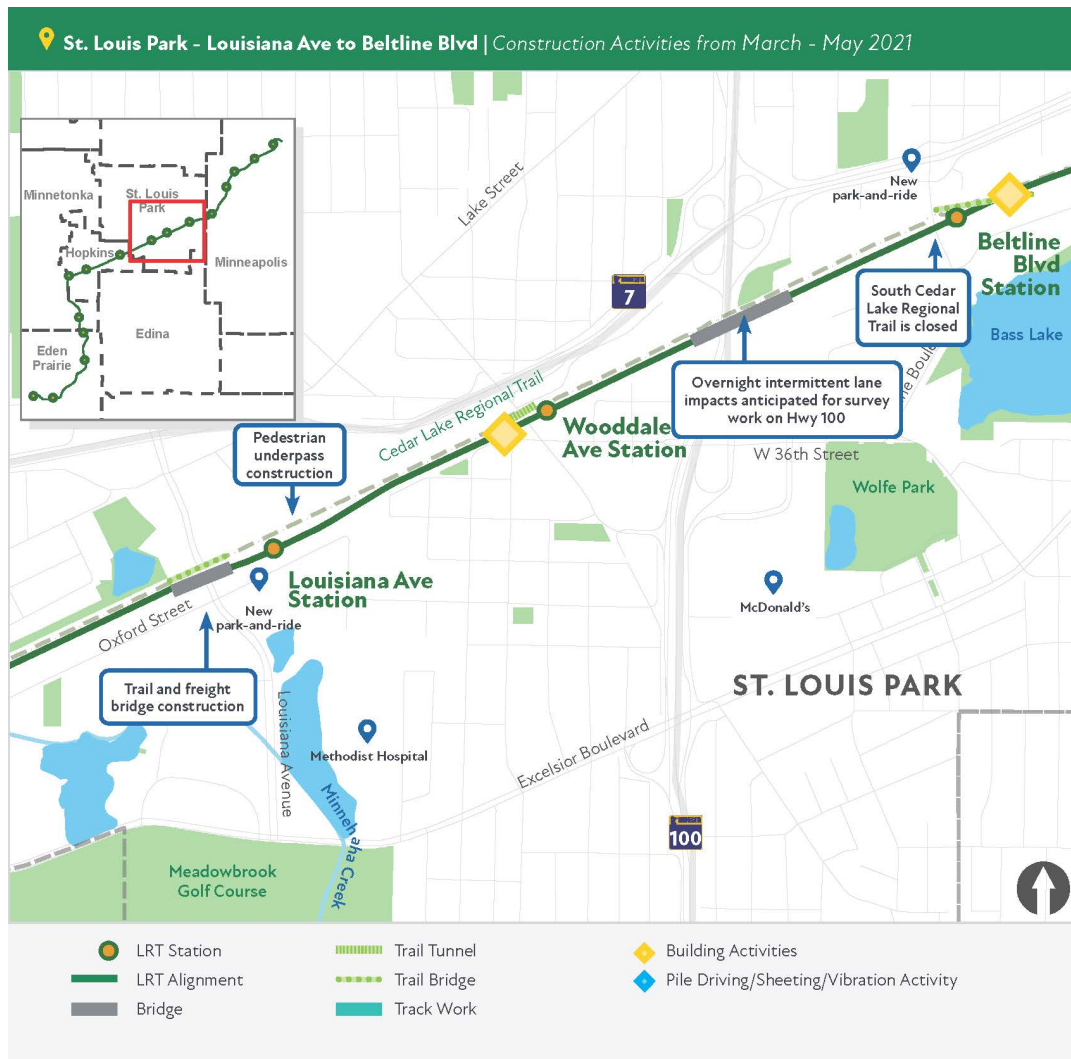 St. Louis Park - Louisiana Ave to Beltline Blvd | Construction Activities from March - May 2021
Minnetonka
St. Louis
Park
Hopkins
Minneapolis
Edina
Eden
Prairie
Lake Street
7
New
park-and-ride
Beltline
Blvd
Station
South Cedar
Lake Regional
Trail is closed
Bass Lake
Overnight intermittent lane
impacts anticipated for survey
work on Hwy 100
Cedar Lake Regional Trail
Wooddale
Ave Station
W 36th Street
Pedestrian
underpass
construction
Wolfe Park
Louisiana Ave
Station
New
park-and-ride
McDonald's
Oxford Street
Trail and freight
bridge construction
ST. LOUIS PARK
Louisiana Avenue
Methodist Hospital
Excelsior Boulevard
Minnehaha Creek
100
Meadowbrook
Golf Course
LRT Station
LRT Alignment
Bridge
Trail Tunnel
Trail Bridge
Track Work
Building Activities
Pile Driving/Sheeting/Vibration Activity